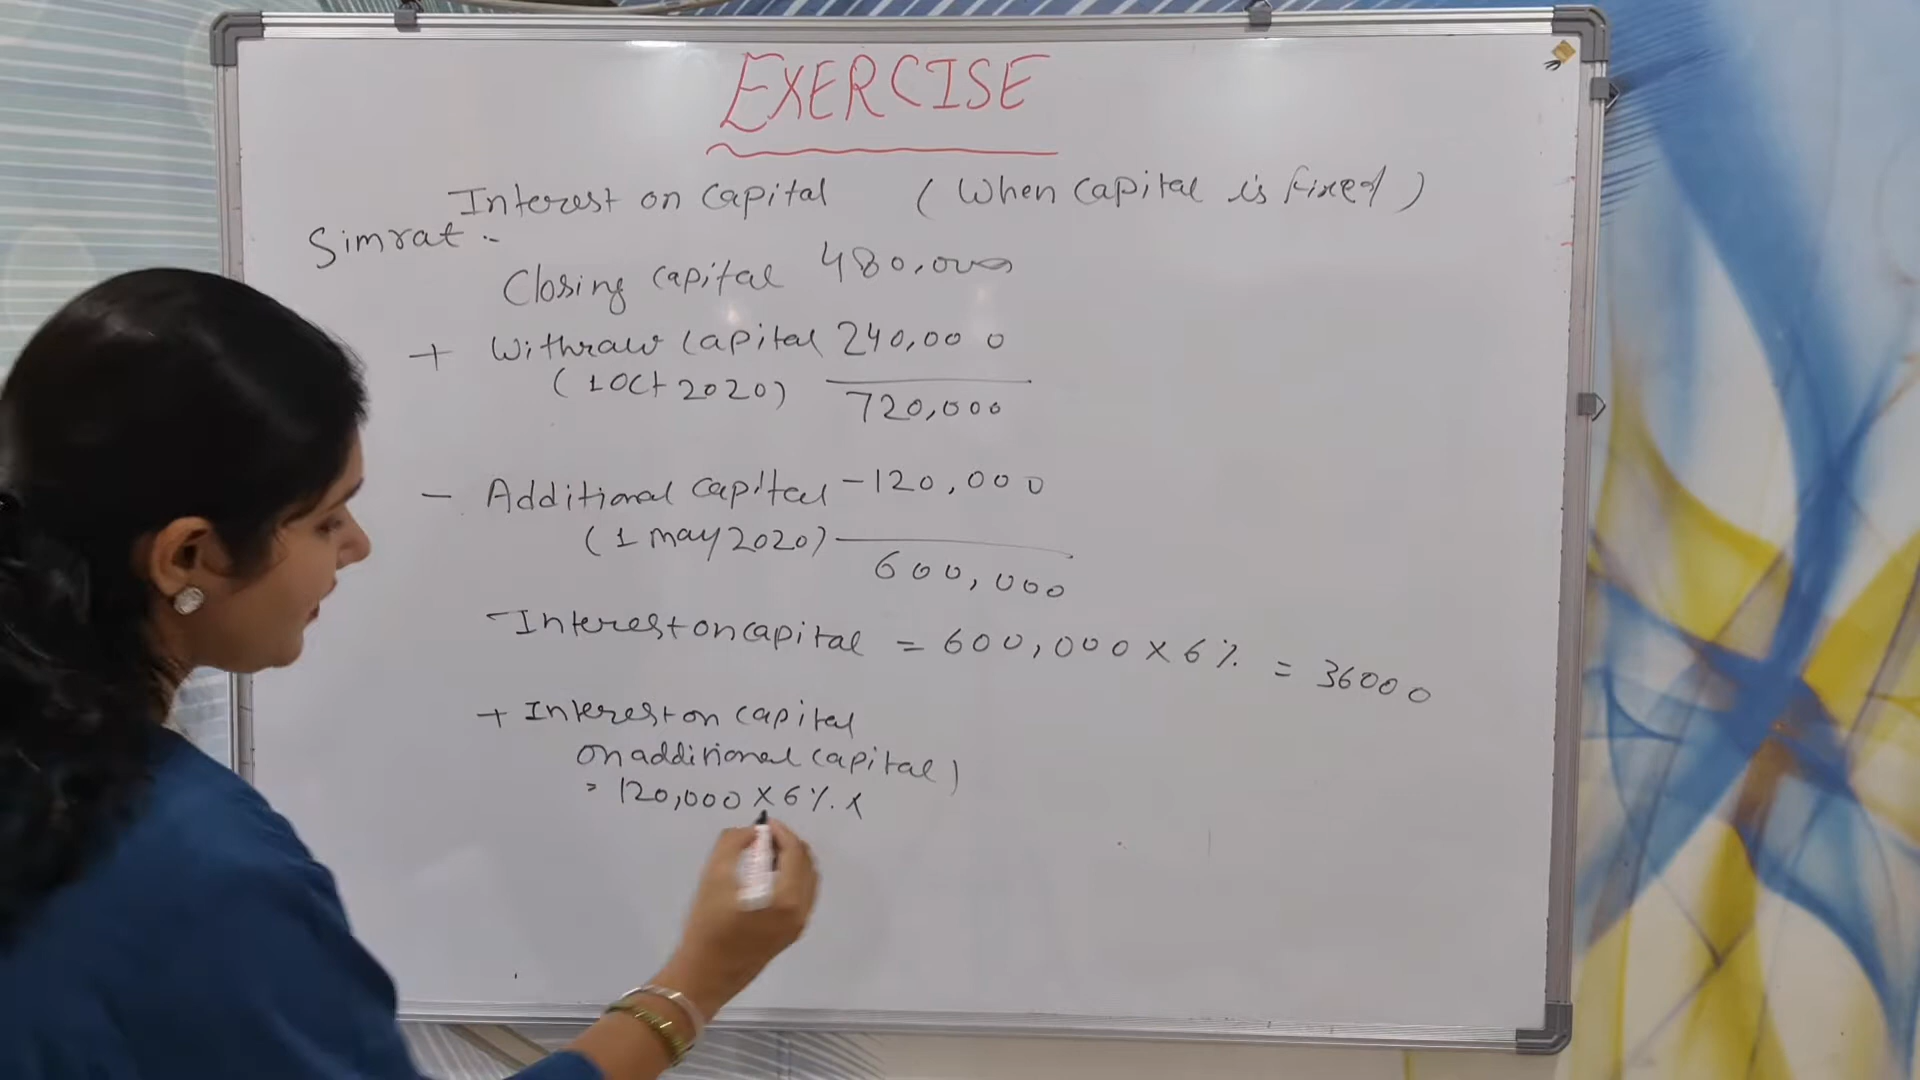 EXERCISE
Interest on capital (When capital is fixed)
Simrat :-
Closing capital 480,000
+ Withraw capital 240,000
(1 Oct 2020) 720,000
- Additional capital -120,000
(1 may 2020) 600,000
- Interest on capital = 600,000 x 6% = 36000
+ Interest on capital
on additional capital)
= 120,000 x 6% x